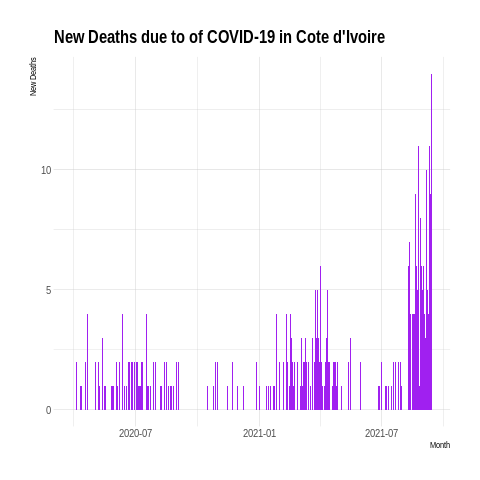 New Deaths due to of COVID-19 in Cote d'Ivoire
New Deaths
10
5
0
2020-07 2021-01 2021-07
Month